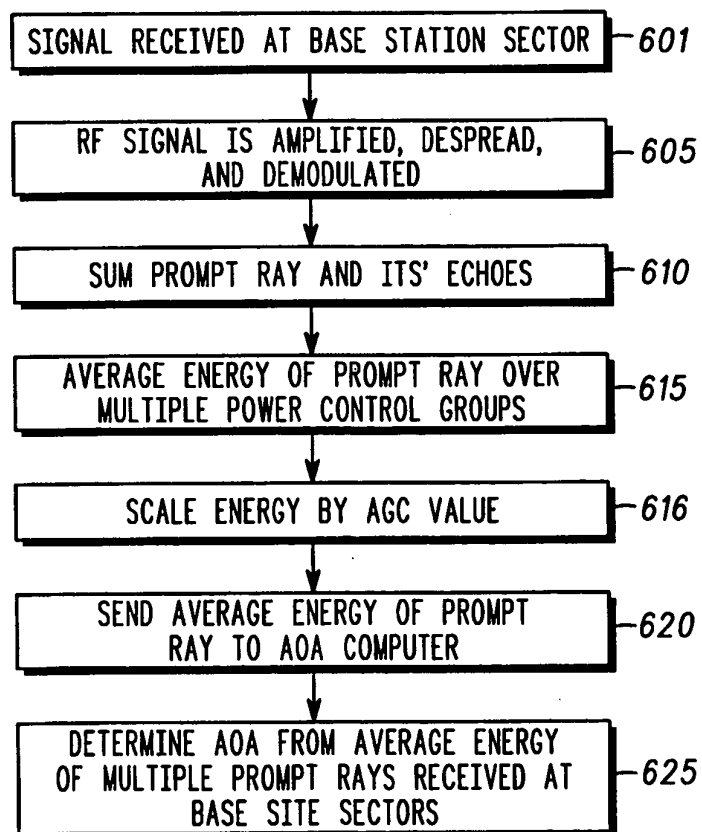 SIGNAL RECEIVED AT BASE STATION SECTOR
601
RF SIGNAL IS AMPLIFIED, DESPREAD,
AND DEMODULATED
605
SUM PROMPT RAY AND ITS' ECHOES
610
AVERAGE ENERGY OF PROMPT RAY OVER
MULTIPLE POWER CONTROL GROUPS
615
SCALE ENERGY BY AGC VALUE
616
SEND AVERAGE ENERGY OF PROMPT
RAY TO AOA COMPUTER
620
DETERMINE AOA FROM AVERAGE ENERGY
OF MULTIPLE PROMPT RAYS RECEIVED AT
BASE SITE SECTORS
625